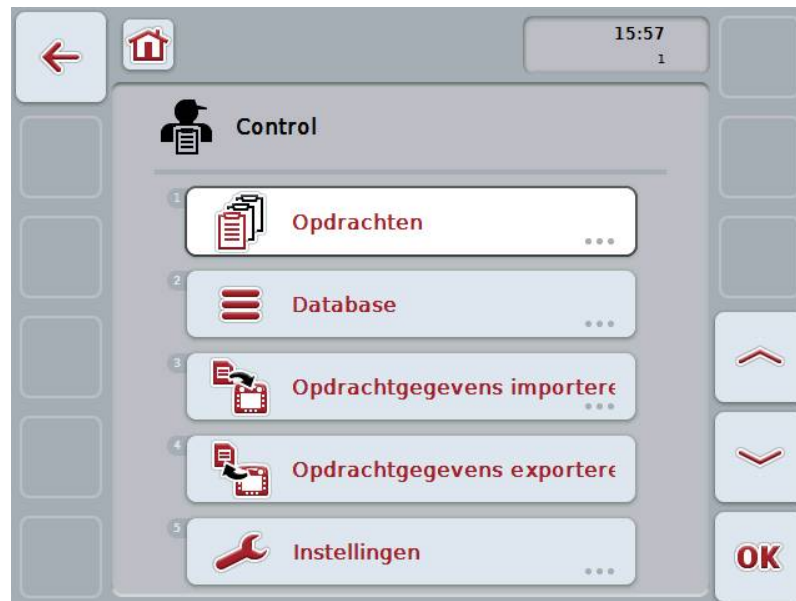 15:57
1
Control
1
Opdrachten
2
Database
3
Opdrachtgegevens importere
4
Opdrachtgegevens exportere
5
Instellingen
OK